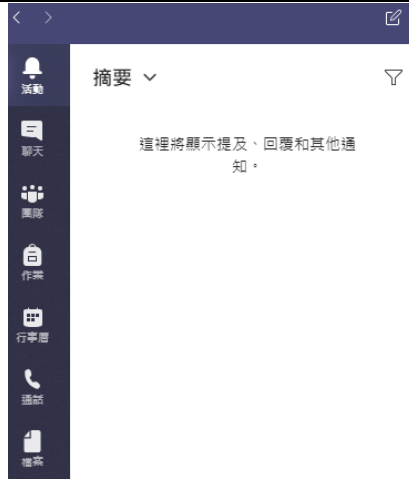 活動
摘要
這裡將顯示提及、回覆和其他通
知。
聊天
團隊
作業
行事曆
通話
檔案